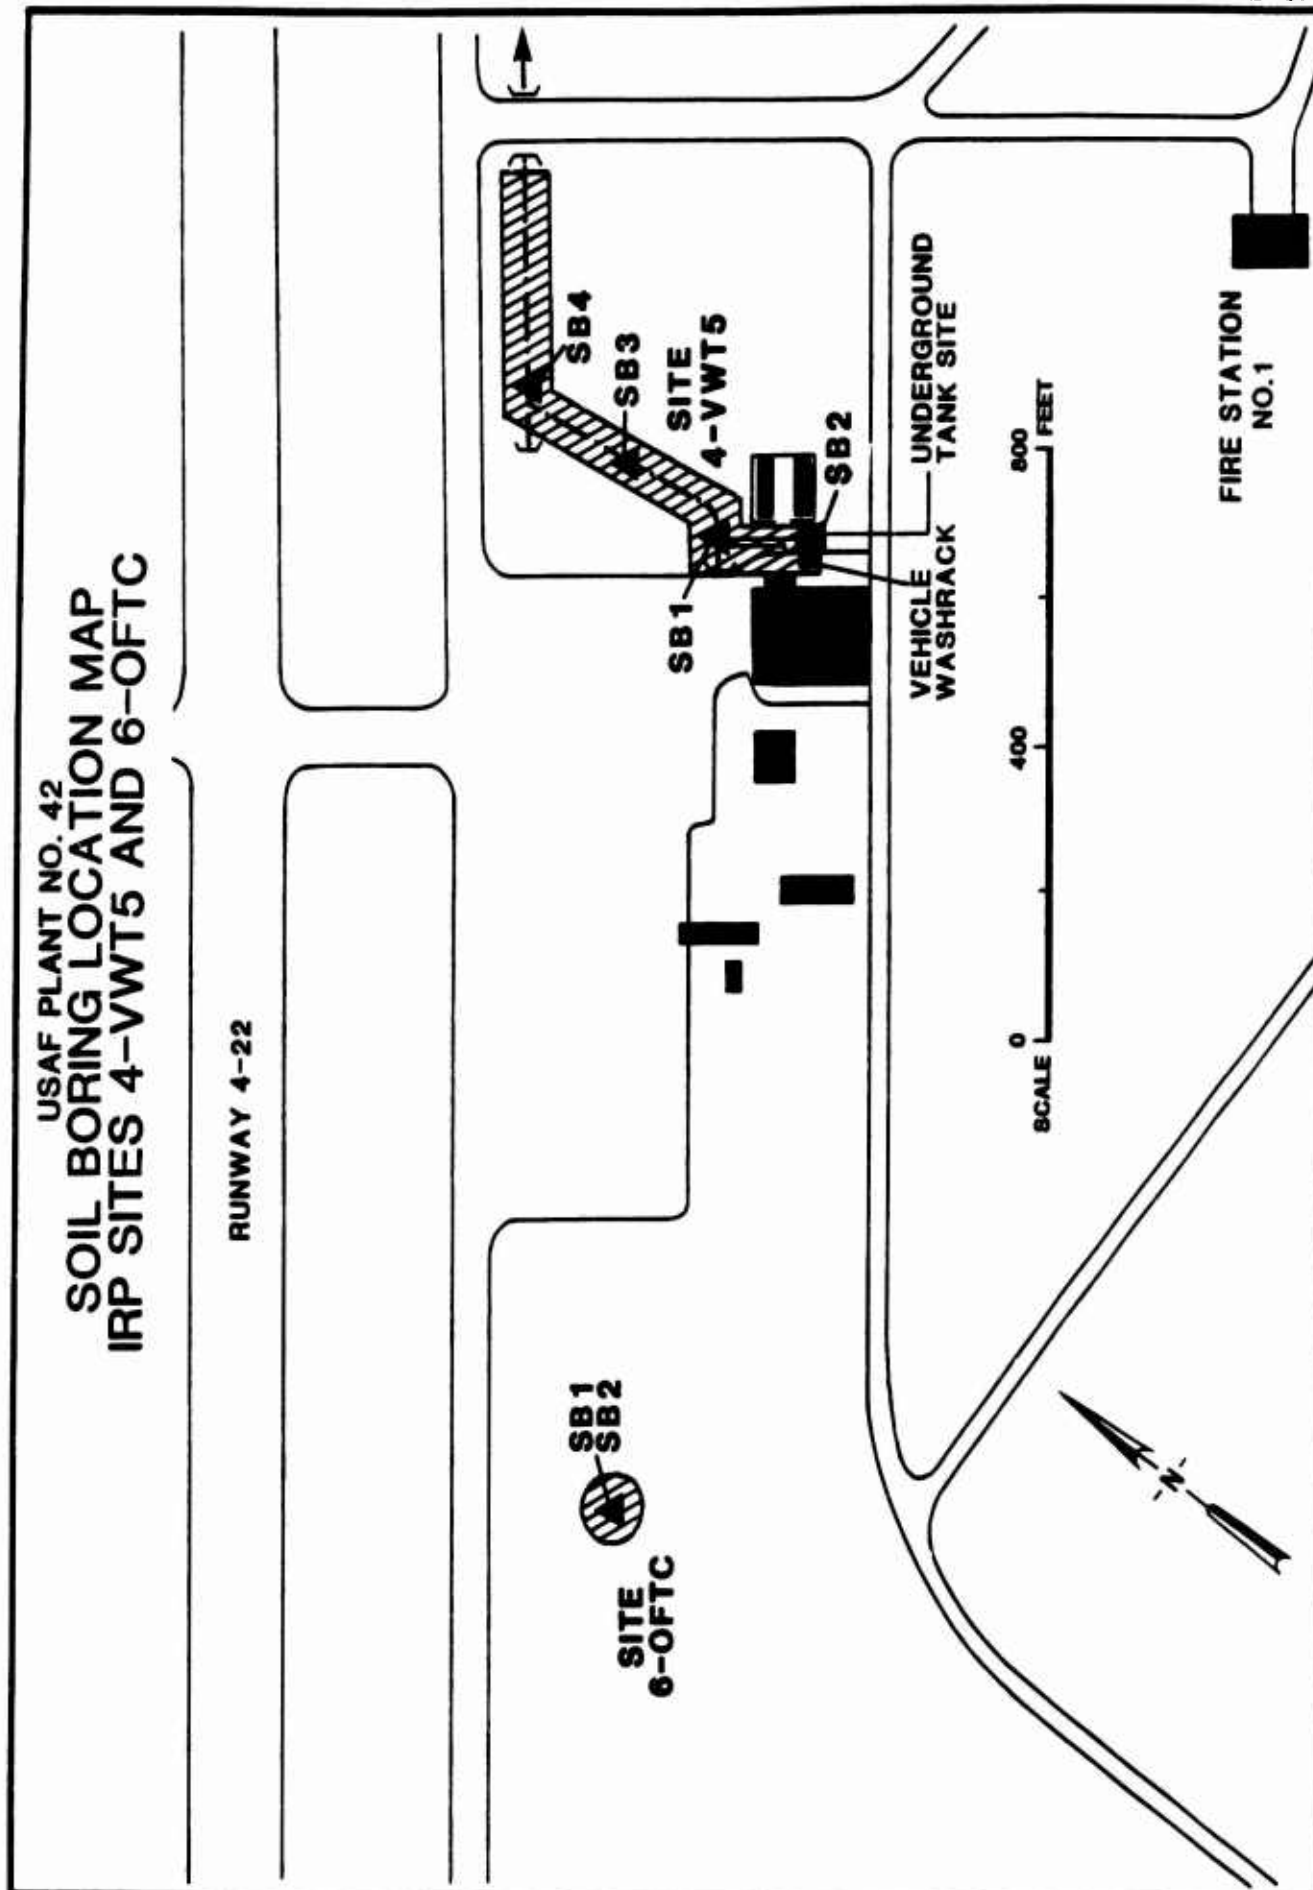 USAF PLANT NO. 42
SOIL BORING LOCATION MAP
IRP SITES 4-VWT5 AND 6-OFTC
RUNWAY 4-22
SB1
SB2
SITE
6-OFTC
SB4
SB3
SITE
4-VWT5
SB1
SB2
VEHICLE
WASHRACK
UNDERGROUND
TANK SITE
SCALE
0
400
800
FEET
FIRE STATION
NO.1
-N-